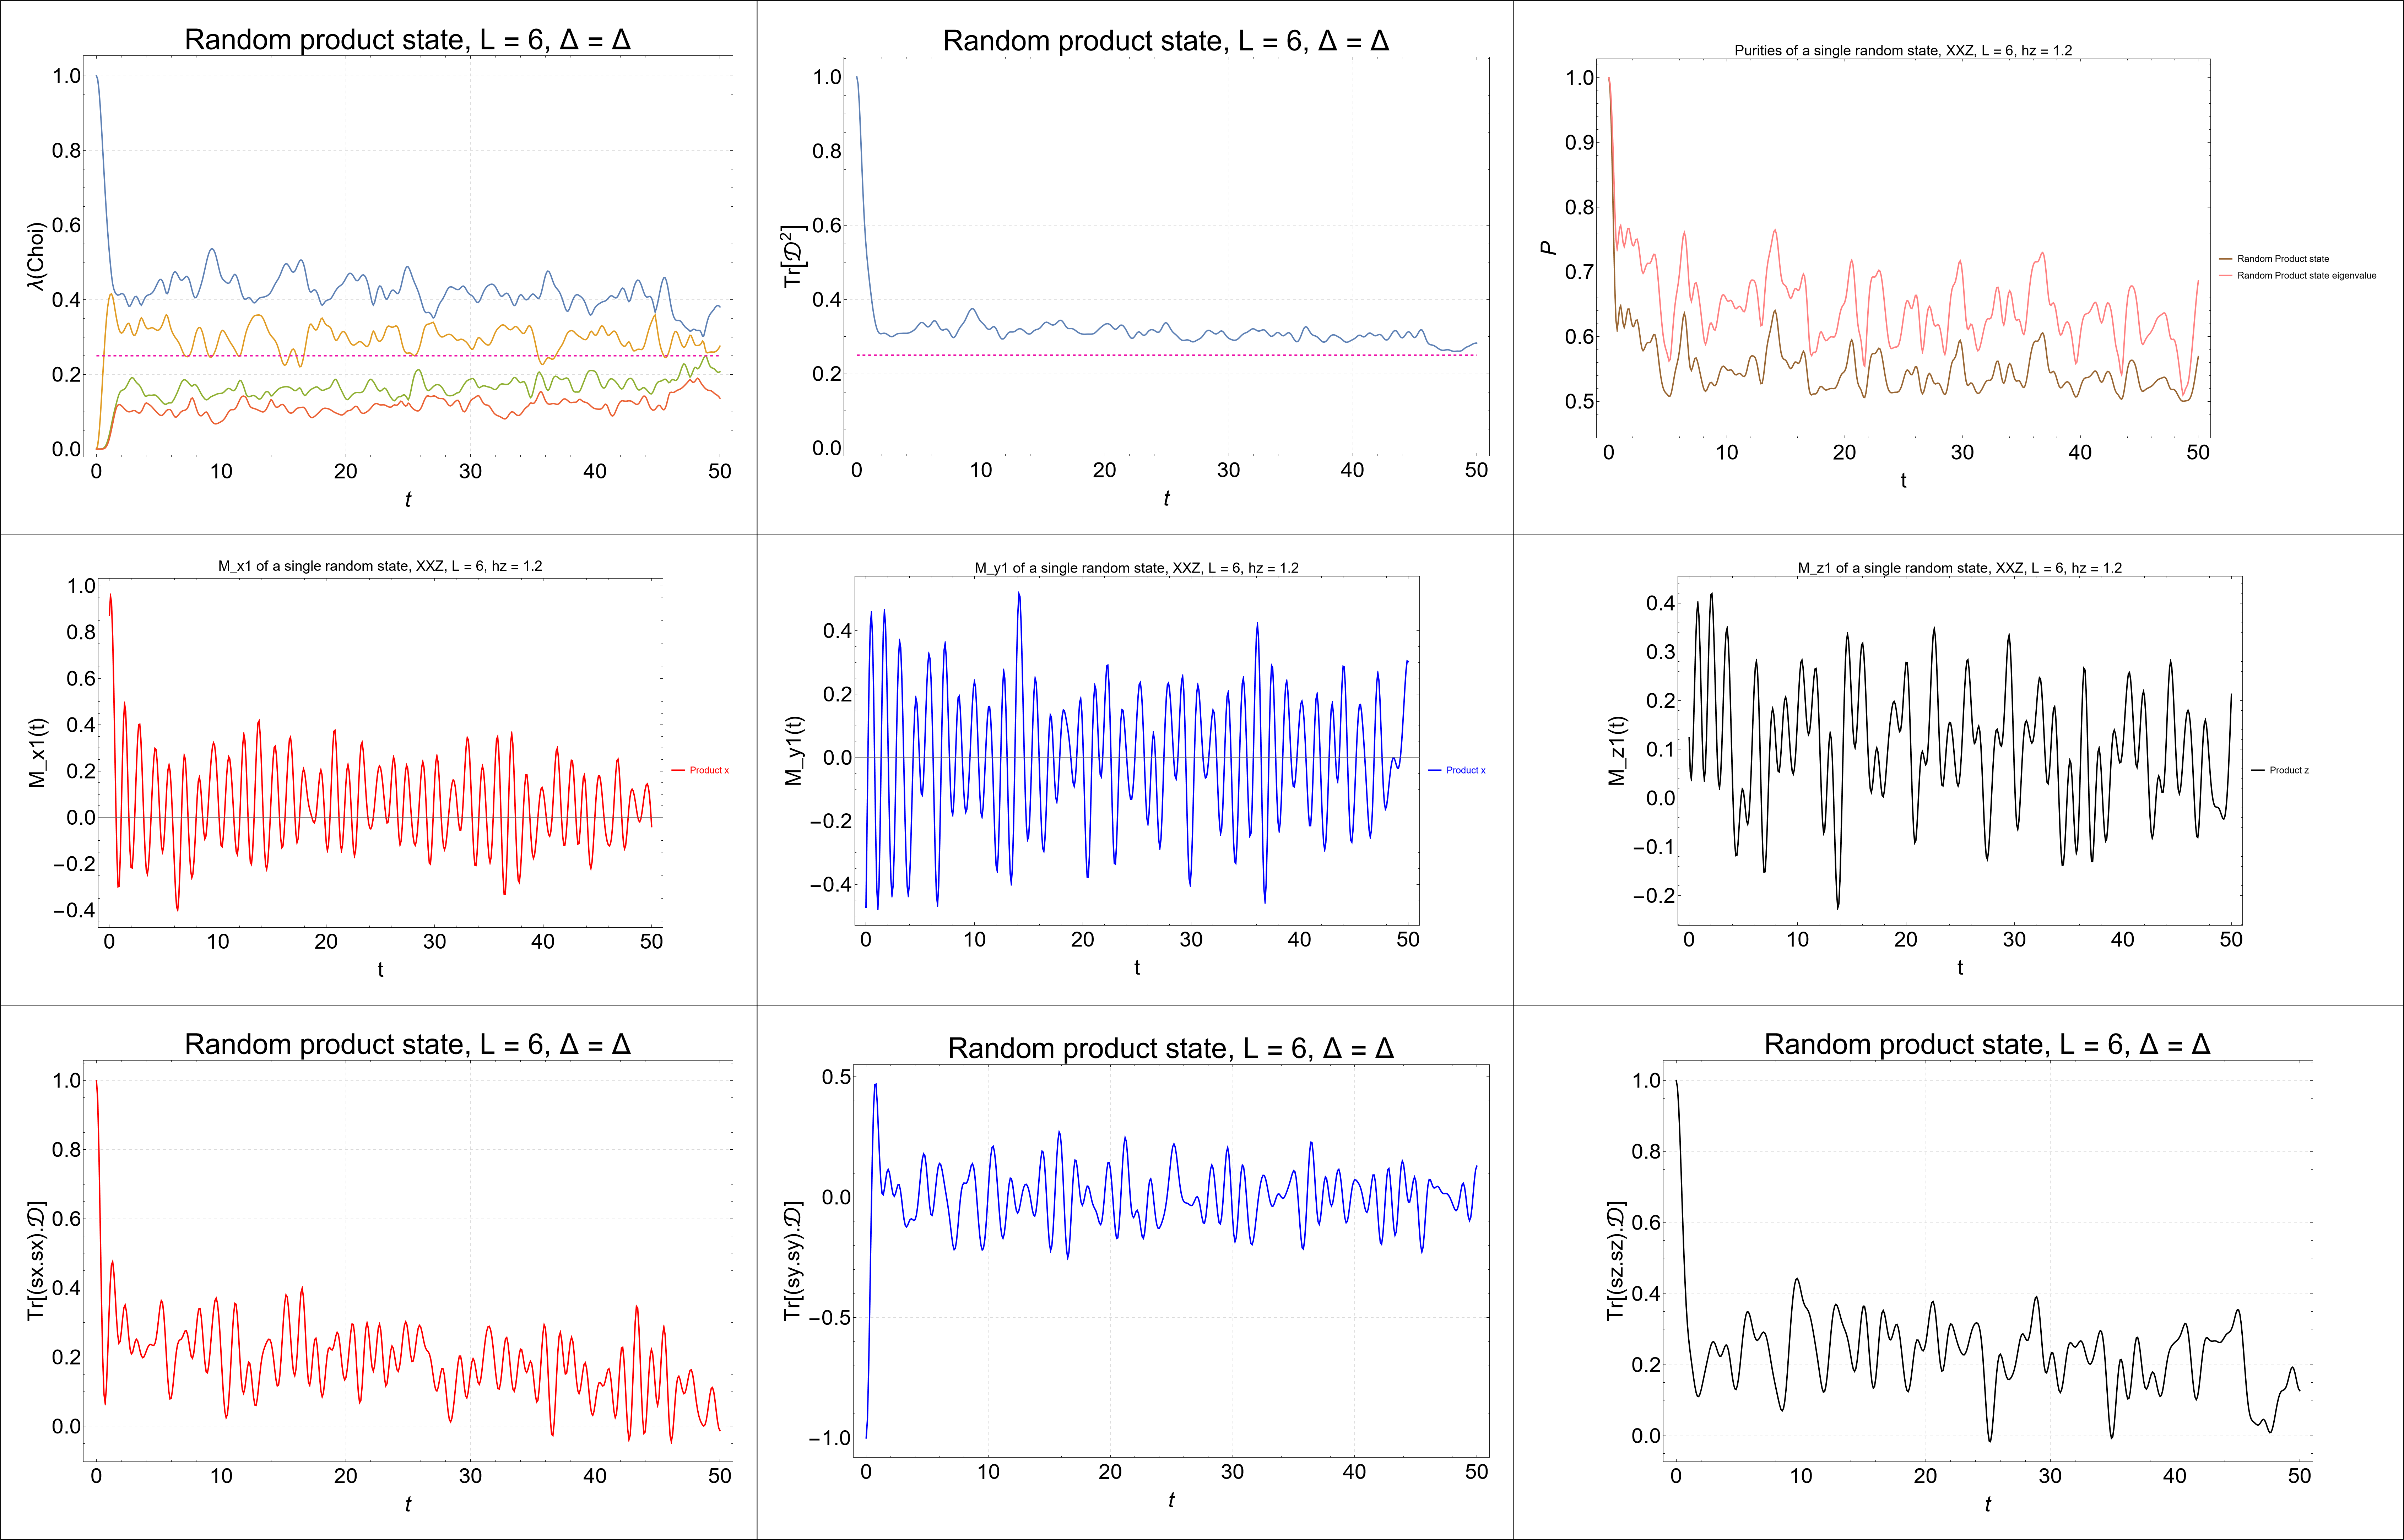 Random product state, L = 6, Δ = Δ
1.0
0.8
0.6
0.4
0.2
0.0
λ(Choi)
0 10 20 30 40 50
t
Random product state, L = 6, Δ = Δ
1.0
0.8
0.6
0.4
0.2
0.0
Tr[𝒟²]
0 10 20 30 40 50
t
Purities of a single random state, XXZ, L = 6, hz = 1.2
1.0
0.9
0.8
0.7
0.6
0.5
P
0 10 20 30 40 50
t
Random Product state
Random Product state eigenvalue
M_x1 of a single random state, XXZ, L = 6, hz = 1.2
1.0
0.8
0.6
0.4
0.2
0.0
−0.2
−0.4
M_x1(t)
0 10 20 30 40 50
t
Product x
M_y1 of a single random state, XXZ, L = 6, hz = 1.2
0.4
0.2
0.0
−0.2
−0.4
M_y1(t)
0 10 20 30 40 50
t
Product x
M_z1 of a single random state, XXZ, L = 6, hz = 1.2
0.4
0.3
0.2
0.1
0.0
−0.1
−0.2
M_z1(t)
0 10 20 30 40 50
t
Product z
Random product state, L = 6, Δ = Δ
1.0
0.8
0.6
0.4
0.2
0.0
Tr[(sx.sx).𝒟]
0 10 20 30 40 50
t
Random product state, L = 6, Δ = Δ
0.5
0.0
−0.5
−1.0
Tr[(sy.sy).𝒟]
0 10 20 30 40 50
t
Random product state, L = 6, Δ = Δ
1.0
0.8
0.6
0.4
0.2
0.0
Tr[(sz.sz).𝒟]
0 10 20 30 40 50
t